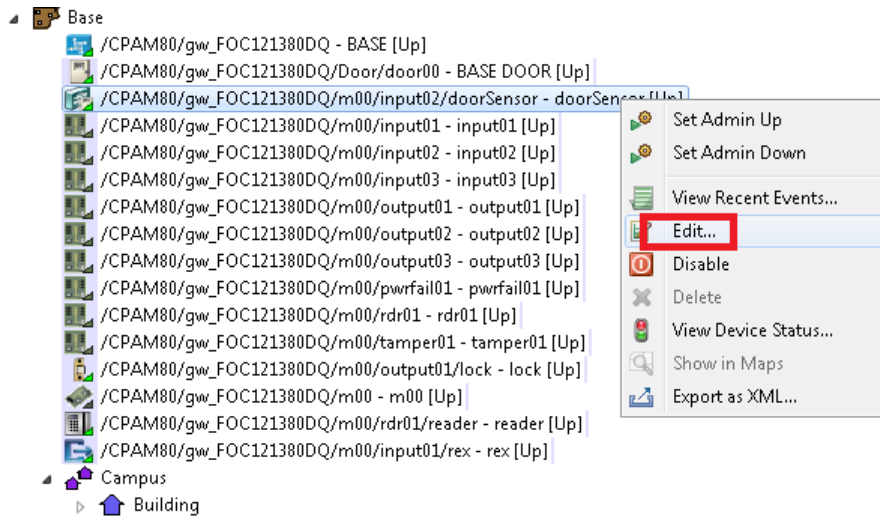 Base
/CPAM80/gw_FOC121380DQ - BASE [Up]
/CPAM80/gw_FOC121380DQ/Door/door00 - BASE DOOR [Up]
/CPAM80/gw_FOC121380DQ/m00/input02/doorSensor - doorSensor [Up]
/CPAM80/gw_FOC121380DQ/m00/input01 - input01 [Up]
/CPAM80/gw_FOC121380DQ/m00/input02 - input02 [Up]
/CPAM80/gw_FOC121380DQ/m00/input03 - input03 [Up]
/CPAM80/gw_FOC121380DQ/m00/output01 - output01 [Up]
/CPAM80/gw_FOC121380DQ/m00/output02 - output02 [Up]
/CPAM80/gw_FOC121380DQ/m00/output03 - output03 [Up]
/CPAM80/gw_FOC121380DQ/m00/pwrfail01 - pwrfail01 [Up]
/CPAM80/gw_FOC121380DQ/m00/rdr01 - rdr01 [Up]
/CPAM80/gw_FOC121380DQ/m00/tamper01 - tamper01 [Up]
/CPAM80/gw_FOC121380DQ/m00/output01/lock - lock [Up]
/CPAM80/gw_FOC121380DQ/m00 - m00 [Up]
/CPAM80/gw_FOC121380DQ/m00/rdr01/reader - reader [Up]
/CPAM80/gw_FOC121380DQ/m00/input01/rex - rex [Up]
Campus
Building
Set Admin Up
Set Admin Down
View Recent Events...
Edit...
Disable
Delete
View Device Status...
Show in Maps
Export as XML...